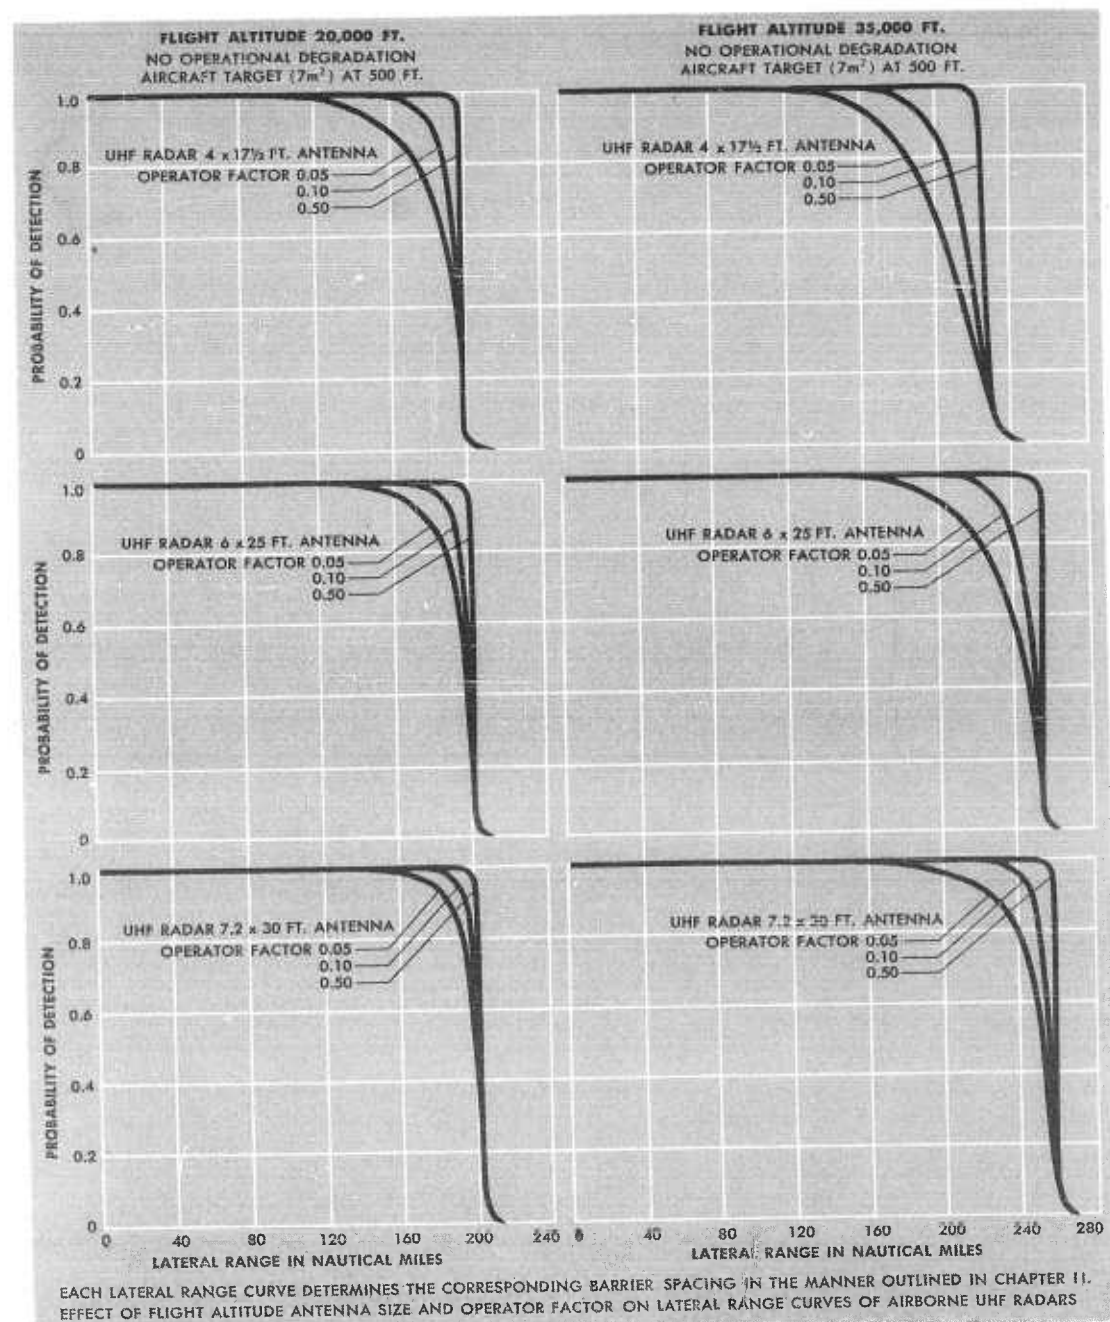 FLIGHT ALTITUDE 20,000 FT.
NO OPERATIONAL DEGRADATION
AIRCRAFT TARGET (7m²) AT 500 FT.
FLIGHT ALTITUDE 35,000 FT.
NO OPERATIONAL DEGRADATION
AIRCRAFT TARGET (7m²) AT 500 FT.
PROBABILITY OF DETECTION
1.0
0.8
0.6
0.4
0.2
0
UHF RADAR 4 x 17½ FT. ANTENNA
OPERATOR FACTOR 0.05
0.10
0.50
UHF RADAR 4 x 17½ FT. ANTENNA
OPERATOR FACTOR 0.05
0.10
0.50
PROBABILITY OF DETECTION
1.0
0.8
0.6
0.4
0.2
0
UHF RADAR 6 x 25 FT. ANTENNA
OPERATOR FACTOR 0.05
0.10
0.50
UHF RADAR 6 x 25 FT. ANTENNA
OPERATOR FACTOR 0.05
0.10
0.50
PROBABILITY OF DETECTION
1.0
0.8
0.6
0.4
0.2
0
UHF RADAR 7.2 x 30 FT. ANTENNA
OPERATOR FACTOR 0.05
0.10
0.50
UHF RADAR 7.2 x 30 FT. ANTENNA
OPERATOR FACTOR 0.05
0.10
0.50
0 40 80 120 160 200 240
LATERAL RANGE IN NAUTICAL MILES
0 40 80 120 160 200 240 280
LATERAL RANGE IN NAUTICAL MILES
EACH LATERAL RANGE CURVE DETERMINES THE CORRESPONDING BARRIER SPACING IN THE MANNER OUTLINED IN CHAPTER II.
EFFECT OF FLIGHT ALTITUDE ANTENNA SIZE AND OPERATOR FACTOR ON LATERAL RANGE CURVES OF AIRBORNE UHF RADARS